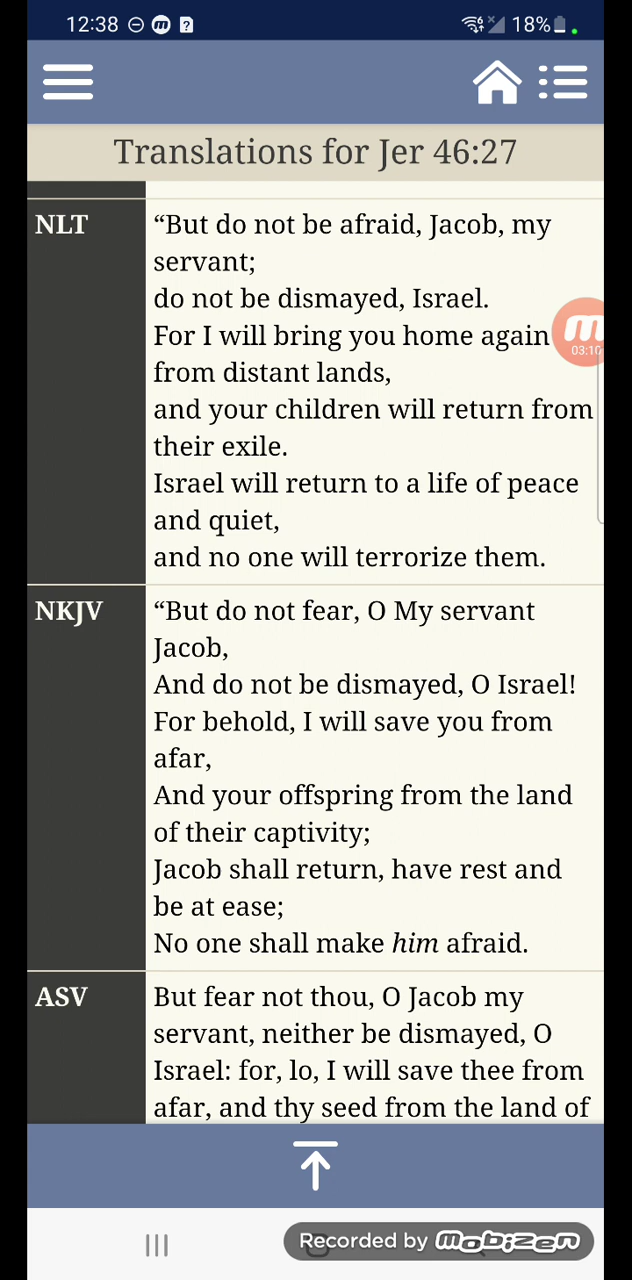 12:38 18%
Translations for Jer 46:27
NLT
“But do not be afraid, Jacob, my
servant;
do not be dismayed, Israel.
For I will bring you home again
from distant lands,
and your children will return from
their exile.
Israel will return to a life of peace
and quiet,
and no one will terrorize them.
03:10
NKJV
“But do not fear, O My servant
Jacob,
And do not be dismayed, O Israel!
For behold, I will save you from
afar,
And your offspring from the land
of their captivity;
Jacob shall return, have rest and
be at ease;
No one shall make him afraid.
ASV
But fear not thou, O Jacob my
servant, neither be dismayed, O
Israel: for, lo, I will save thee from
afar, and thy seed from the land of
Recorded by mobizen